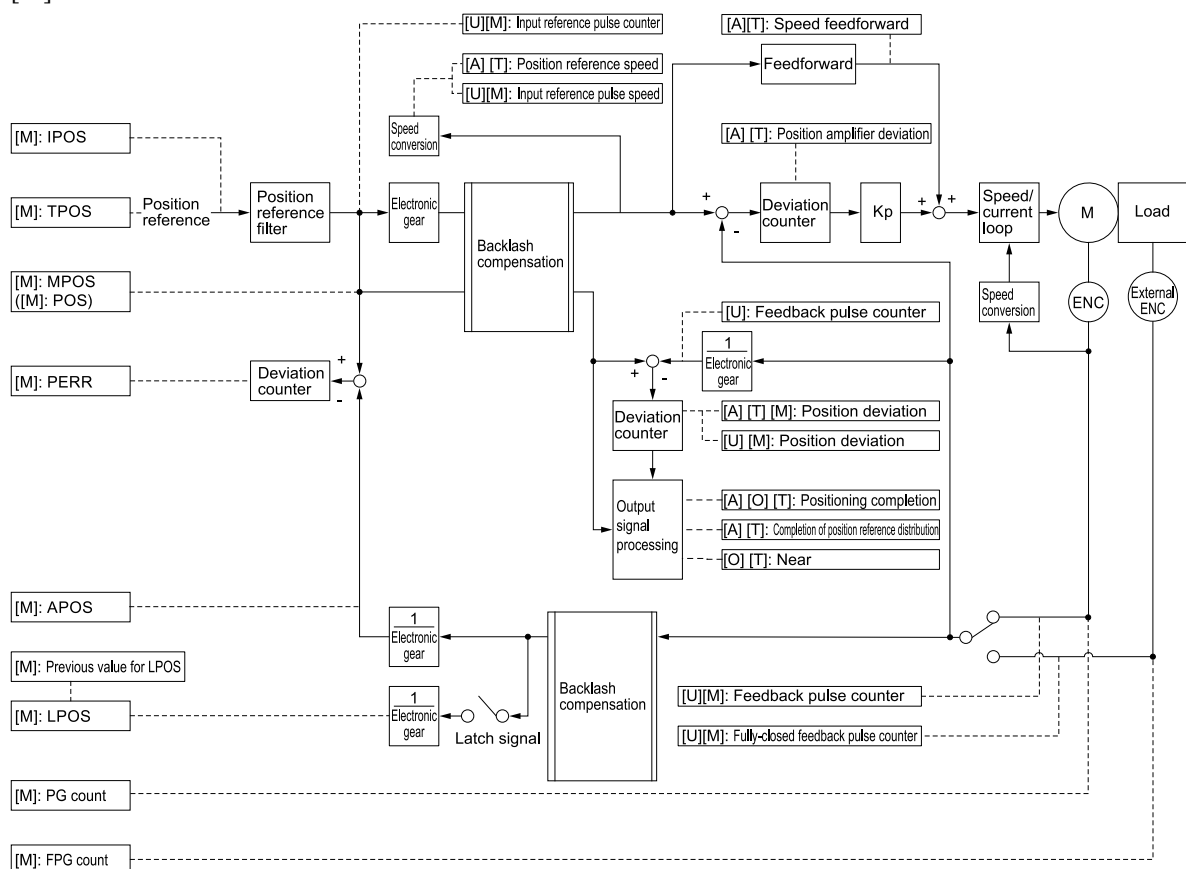 [U][M]: Input reference pulse counter
[A][T]: Speed feedforward
[A] [T]: Position reference speed
Feedforward
[U][M]: Input reference pulse speed
[M]: IPOS
Speed
conversion
[A] [T]: Position amplifier deviation
[M]: TPOS
Position
reference
Position
reference
filter
Electronic
gear
Backlash
compensation
+
-
Deviation
counter
Kp
+
+
Speed/
current
loop
M
Load
[M]: MPOS
([M]: POS)
[U]: Feedback pulse counter
Speed
conversion
ENC
External
ENC
1
Electronic
gear
+
-
[M]: PERR
Deviation
counter
+
-
Deviation
counter
[A] [T] [M]: Position deviation
[U] [M]: Position deviation
Output
signal
processing
[A] [O] [T]: Positioning completion
[A] [T]: Completion of position reference distribution
[O] [T]: Near
[M]: APOS
1
Electronic
gear
Backlash
compensation
[M]: Previous value for LPOS
[M]: LPOS
1
Electronic
gear
Latch signal
[U][M]: Feedback pulse counter
[U][M]: Fully-closed feedback pulse counter
[M]: PG count
[M]: FPG count